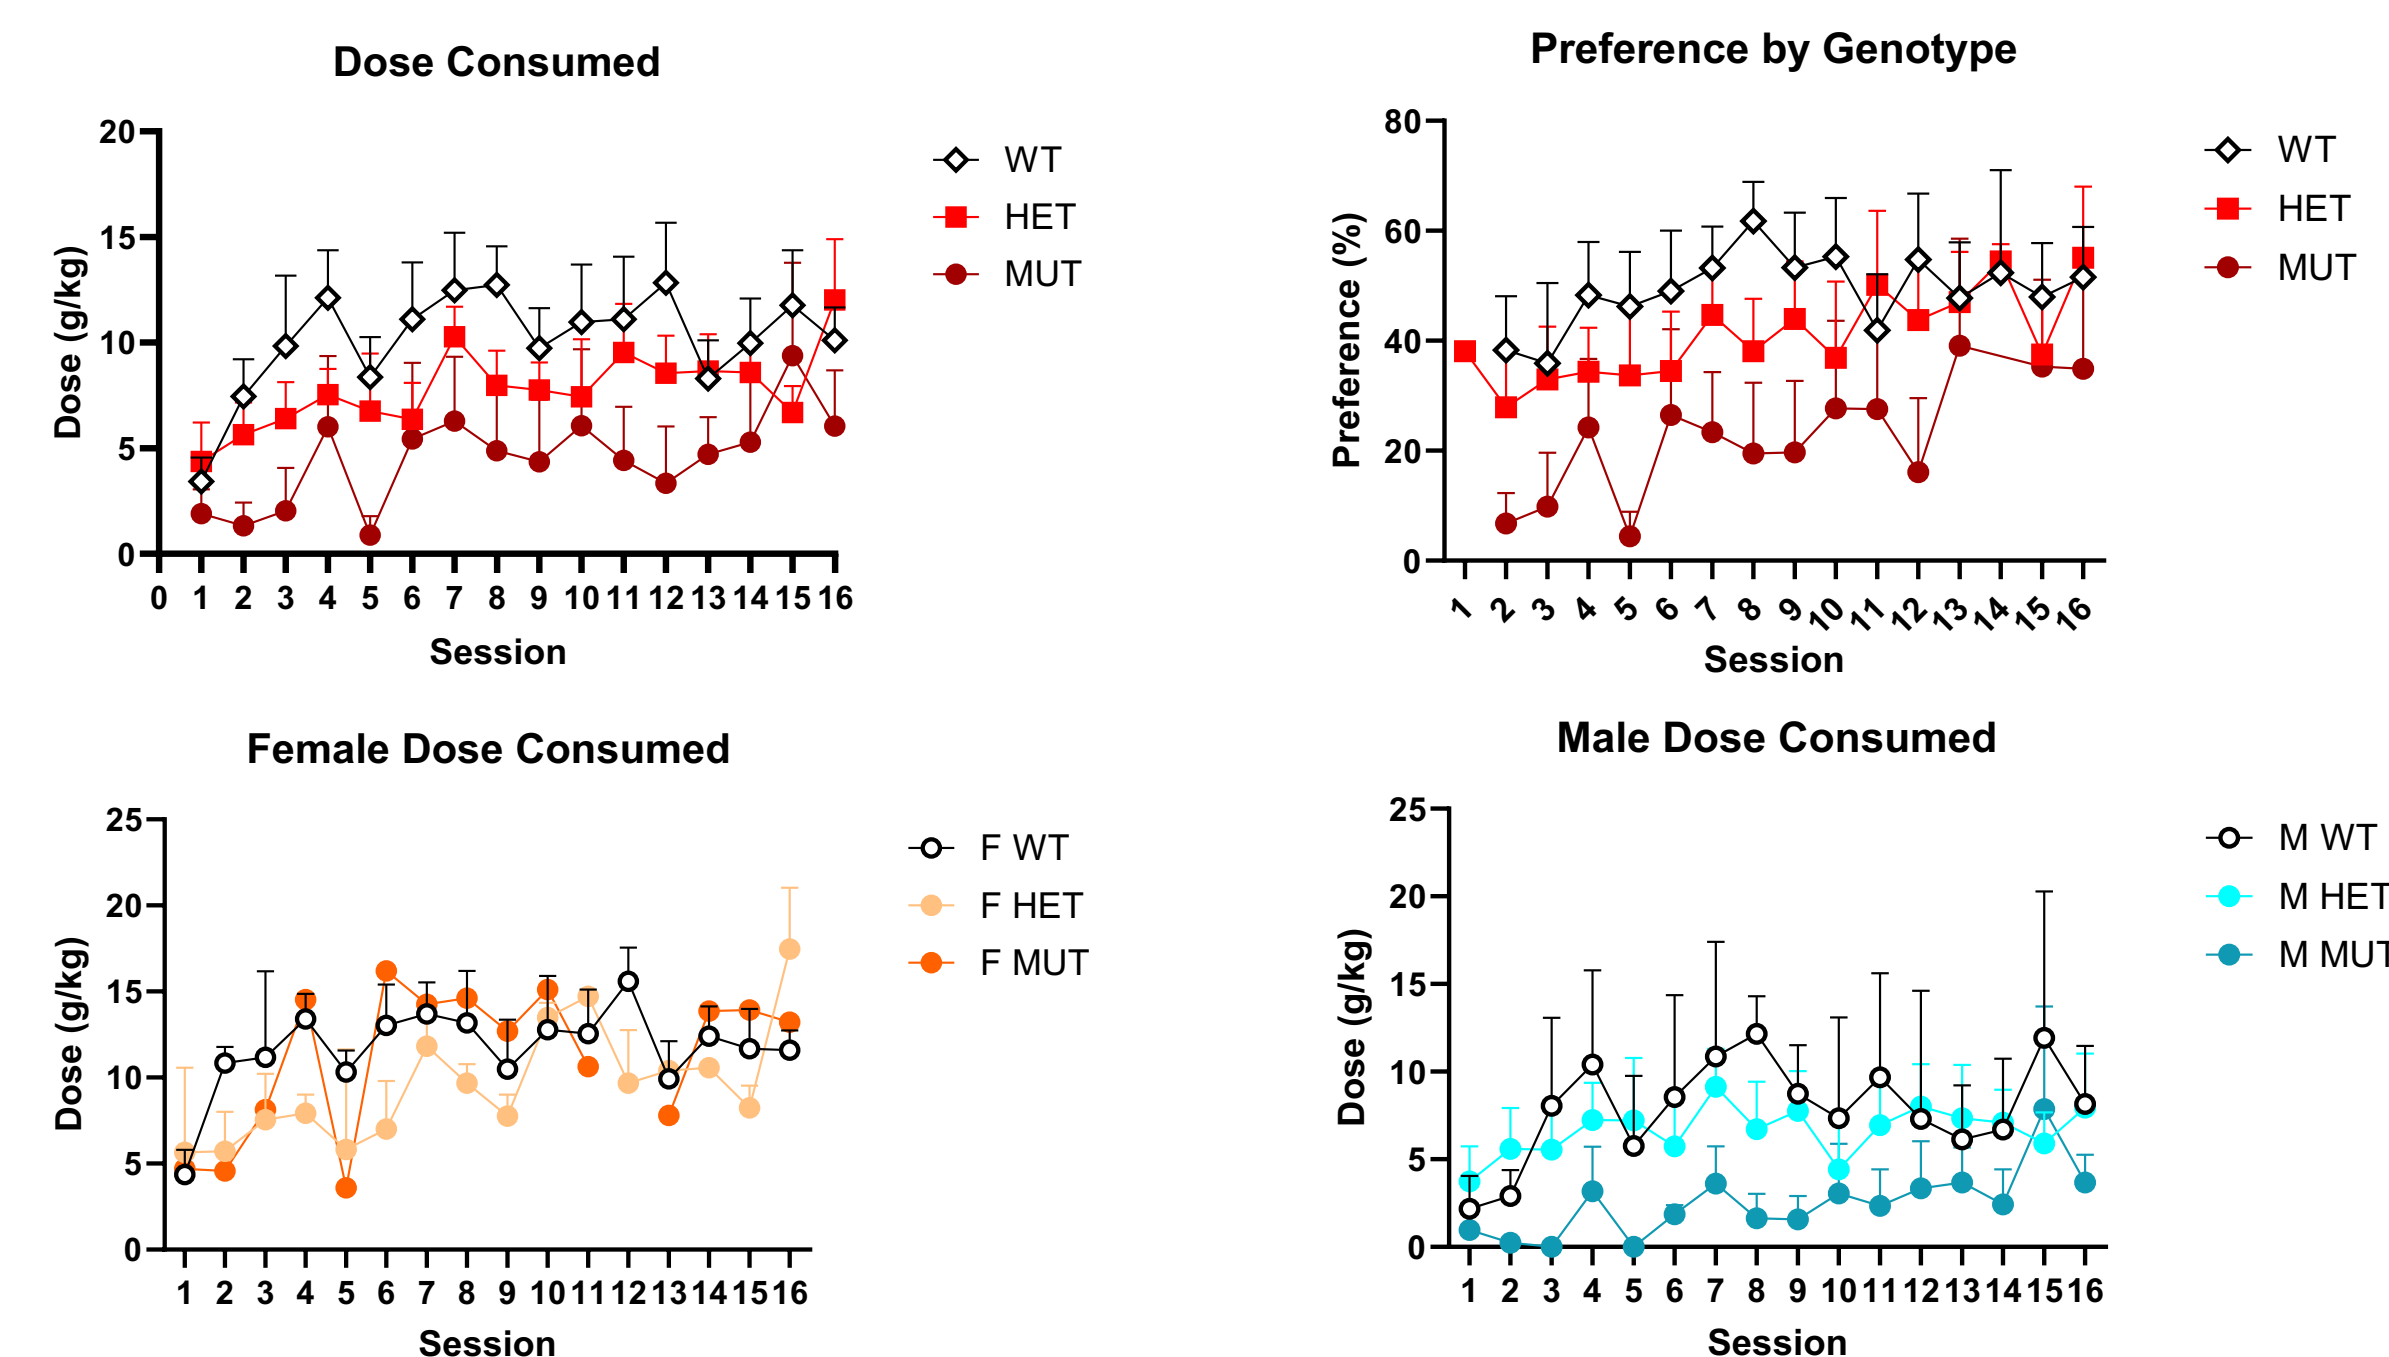 Dose Consumed
20
15
10
5
0
Dose (g/kg)
0 1 2 3 4 5 6 7 8 9 10 11 12 13 14 15 16
Session
WT
HET
MUT
Preference by Genotype
80
60
40
20
0
Preference (%)
1 2 3 4 5 6 7 8 9 10 11 12 13 14 15 16
Session
WT
HET
MUT
Female Dose Consumed
25
20
15
10
5
0
Dose (g/kg)
1 2 3 4 5 6 7 8 9 10 11 12 13 14 15 16
Session
F WT
F HET
F MUT
Male Dose Consumed
25
20
15
10
5
0
Dose (g/kg)
1 2 3 4 5 6 7 8 9 10 11 12 13 14 15 16
Session
M WT
M HET
M MUT